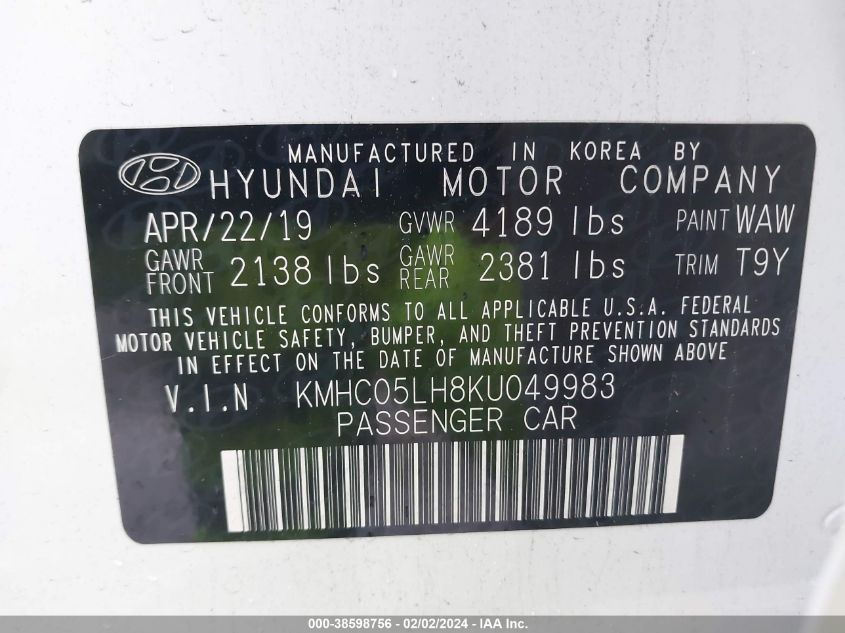 MANUFACTURED IN KOREA BY
HYUNDAI MOTOR COMPANY
APR/22/19 GVWR 4189 lbs PAINT WAW
GAWR FRONT 2138 lbs GAWR REAR 2381 lbs TRIM T9Y
THIS VEHICLE CONFORMS TO ALL APPLICABLE U.S.A. FEDERAL
MOTOR VEHICLE SAFETY, BUMPER, AND THEFT PREVENTION STANDARDS
IN EFFECT ON THE DATE OF MANUFACTURE SHOWN ABOVE
V.I.N KMHC05LH8KU049983
PASSENGER CAR
000-38598756 - 02/02/2024 - IAA Inc.